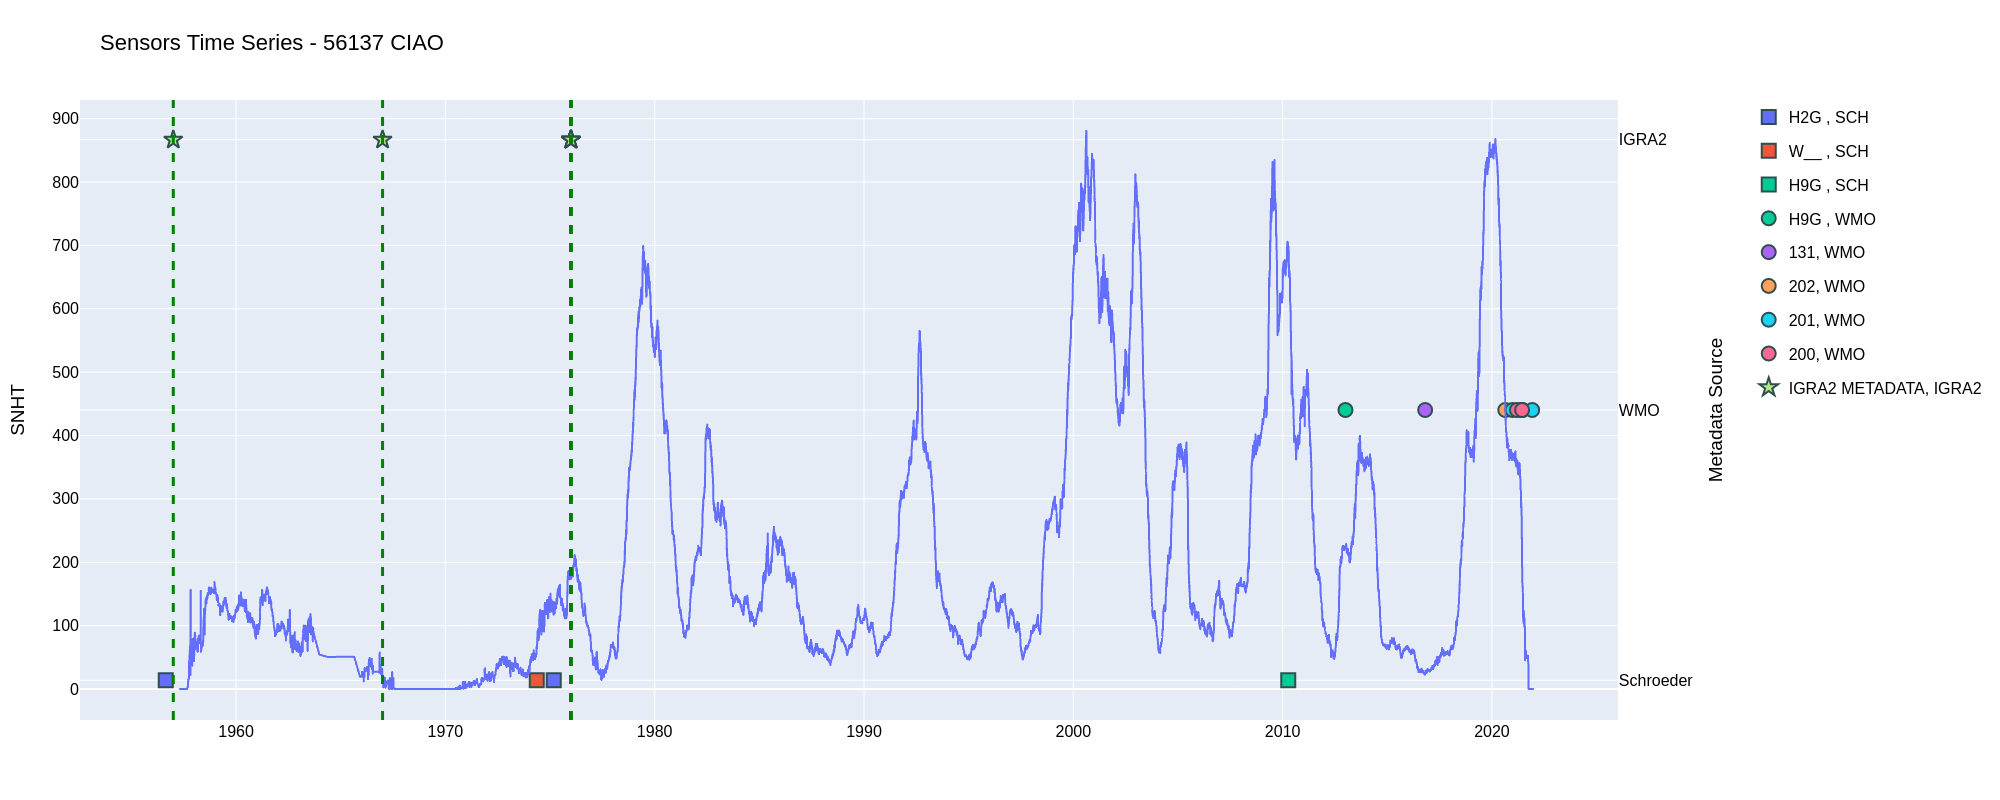 Sensors Time Series - 56137 CIAO
900
800
700
600
500
400
300
200
100
0
SNHT
1960
1970
1980
1990
2000
2010
2020
IGRA2
WMO
Schroeder
Metadata Source
H2G , SCH
W__ , SCH
H9G , SCH
H9G , WMO
131, WMO
202, WMO
201, WMO
200, WMO
IGRA2 METADATA, IGRA2